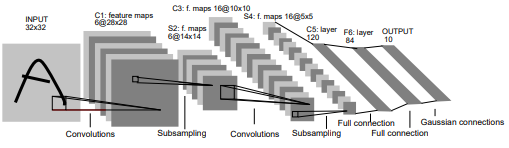 INPUT
32x32
C1: feature maps
6@28x28
S2: f. maps
6@14x14
C3: f. maps 16@10x10
S4: f. maps 16@5x5
C5: layer
120
F6: layer
84
OUTPUT
10
Convolutions
Subsampling
Convolutions
Subsampling
Full connection
Full connection
Gaussian connections
A